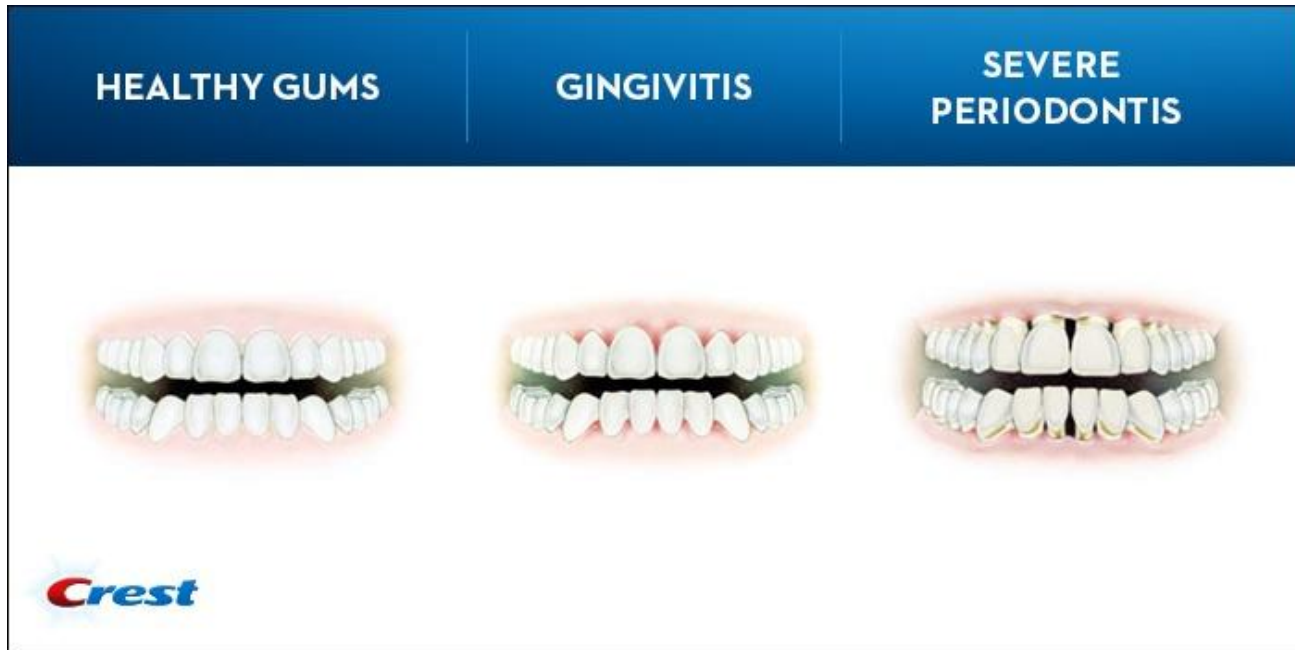 HEALTHY GUMS
GINGIVITIS
SEVERE
PERIODONTIS
Crest